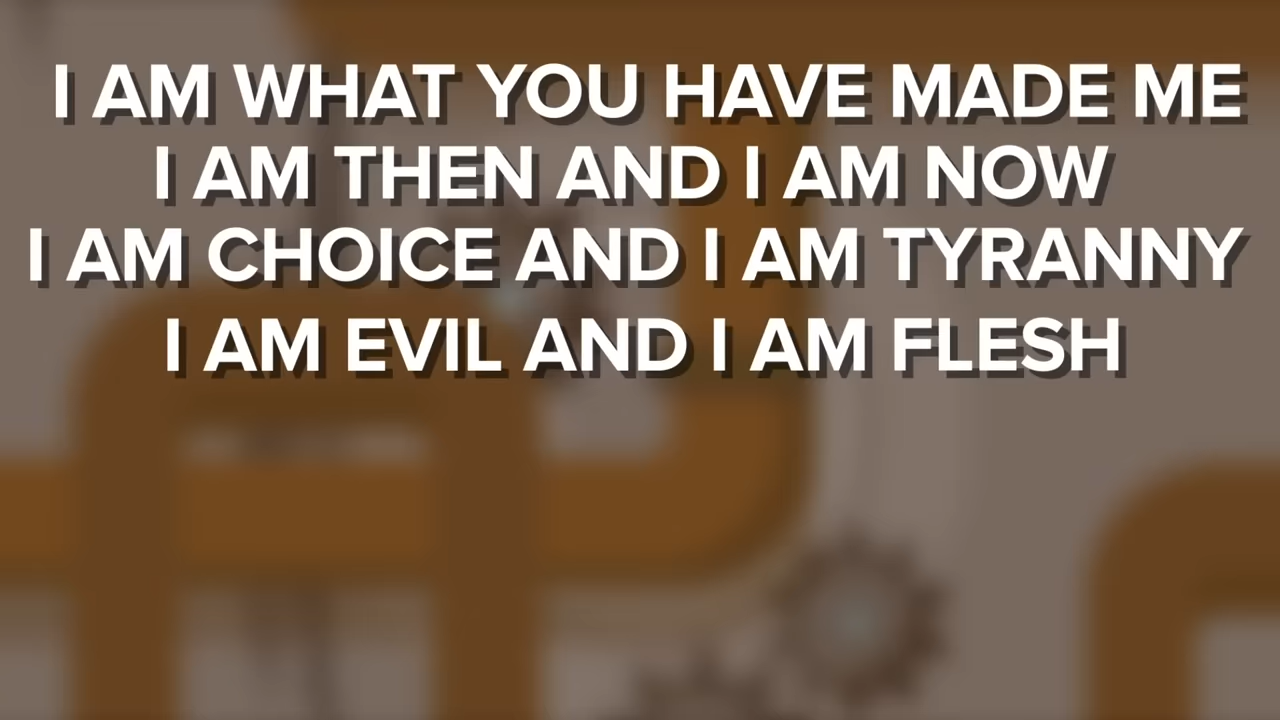 I AM WHAT YOU HAVE MADE ME
I AM THEN AND I AM NOW
I AM CHOICE AND I AM TYRANNY
I AM EVIL AND I AM FLESH